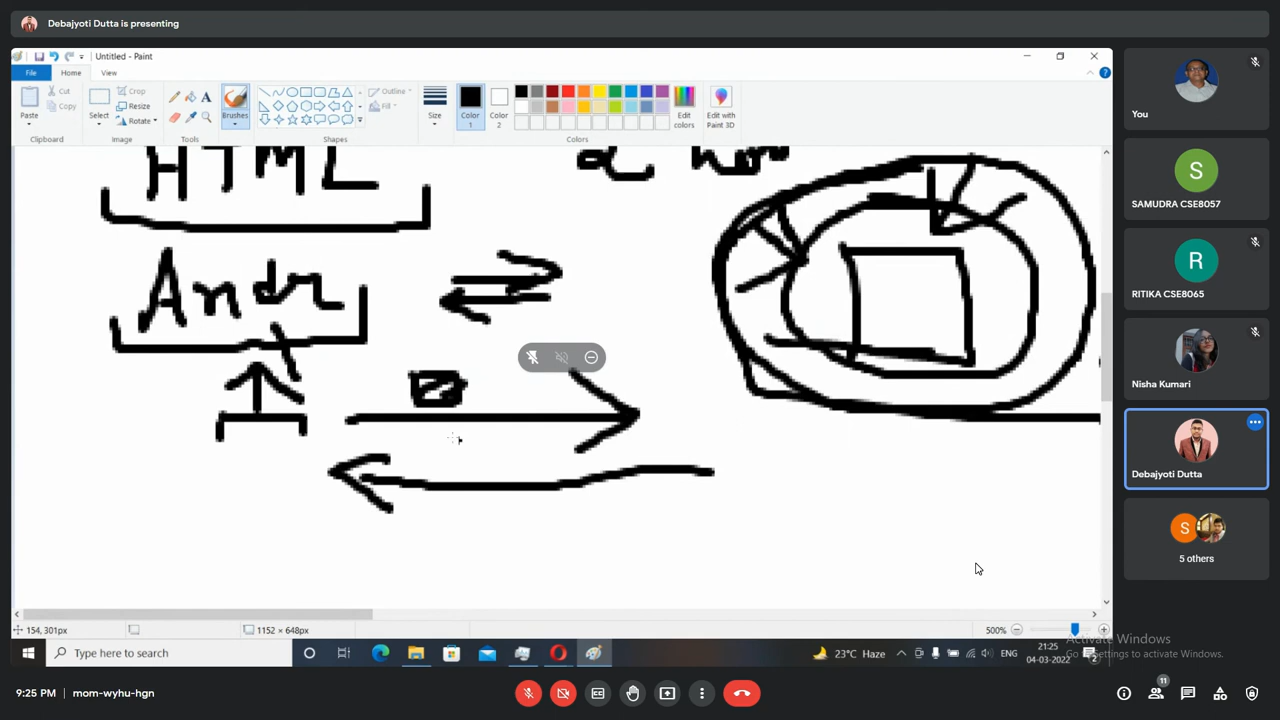 Debajyoti Dutta is presenting
Untitled - Paint
File Home View
Paste
Cut
Copy
Clipboard
Select
Crop
Resize
Rotate
Image
Tools
Brushes
Shapes
Outline
Fill
Size
Color 1
Color 2
Colors
Edit colors
Edit with Paint 3D
HTML
Andr
154, 301px
1152 × 648px
500%
Activate Windows
Go to Settings to activate Windows.
Type here to search
23°C Haze
ENG
21:25
04-03-2022
2
You
S
SAMUDRA CSE8057
R
RITIKA CSE8065
Nisha Kumari
Debajyoti Dutta
S
5 others
9:25 PM | mom-wyhu-hgn
11